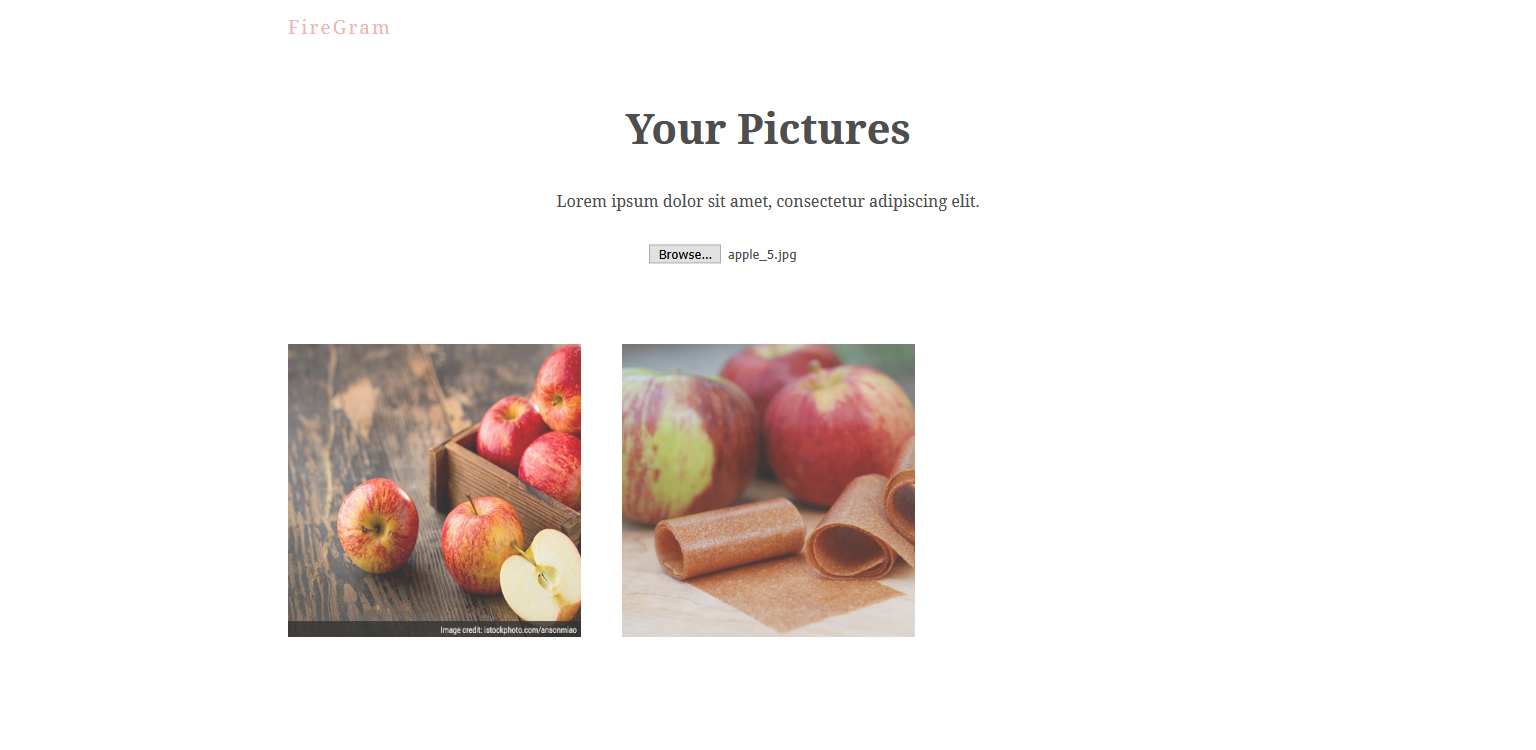 FireGram
Your Pictures
Lorem ipsum dolor sit amet, consectetur adipiscing elit.
Browse... apple_5.jpg
Image credit: istockphoto.com/ansonmiao